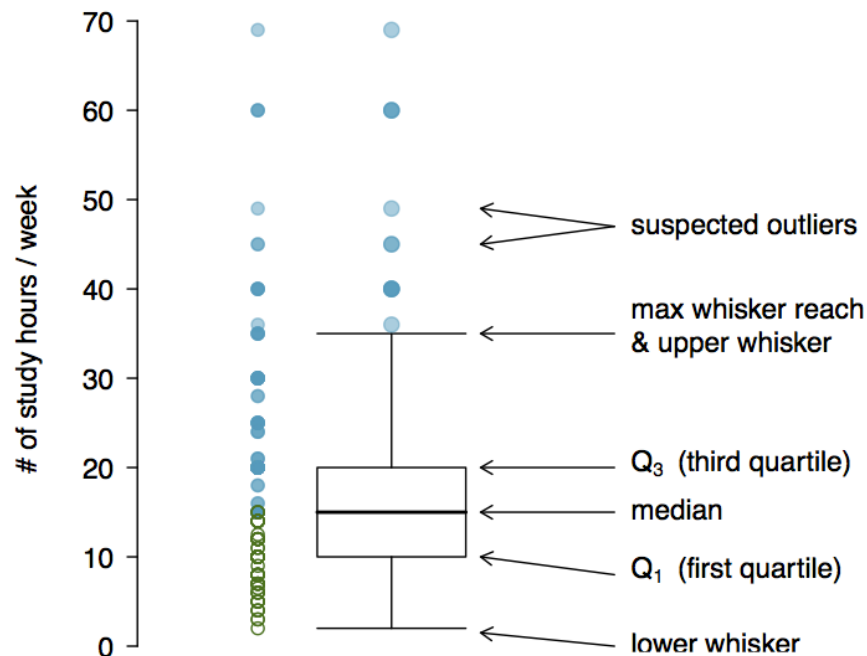 # of study hours / week
70
60
50
40
30
20
10
0
suspected outliers
max whisker reach
& upper whisker
Q₃ (third quartile)
median
Q₁ (first quartile)
lower whisker